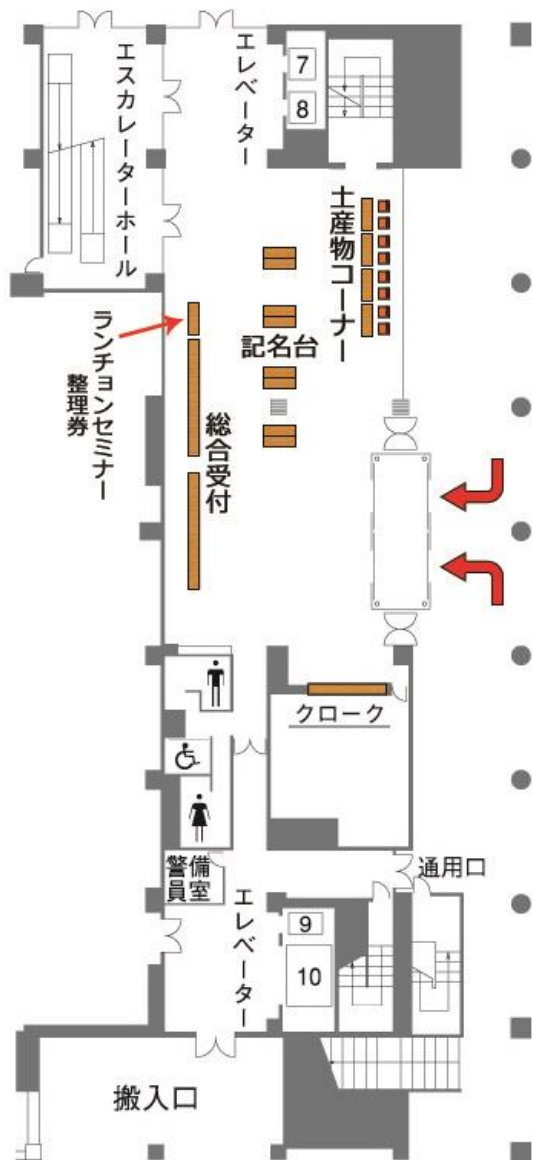 エスカレーターホール
エレベーター
7
8
土産物コーナー
記名台
ランチョンセミナー
整理券
総合受付
クローク
警備
員室
通用口
エレベーター
9
10
搬入口